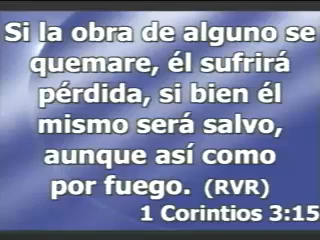 Si la obra de alguno se
quemare, él sufrirá
pérdida, si bien él
mismo será salvo,
aunque así como
por fuego. (RVR)
1 Corintios 3:15